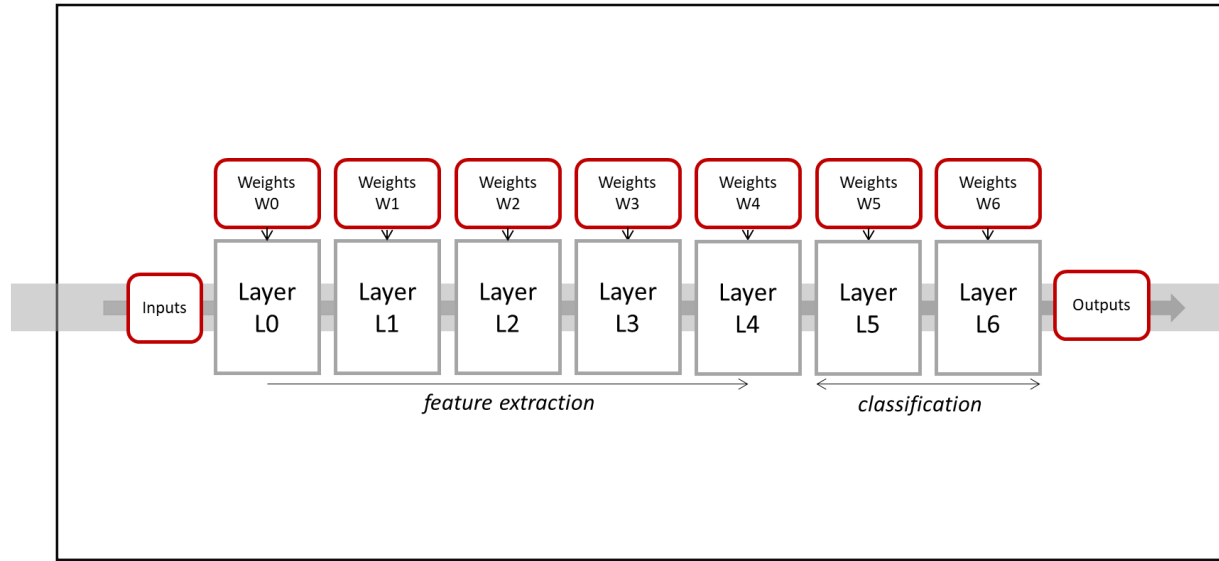 Weights
W0
Weights
W1
Weights
W2
Weights
W3
Weights
W4
Weights
W5
Weights
W6
Inputs
Layer
L0
Layer
L1
Layer
L2
Layer
L3
Layer
L4
Layer
L5
Layer
L6
Outputs
feature extraction
classification